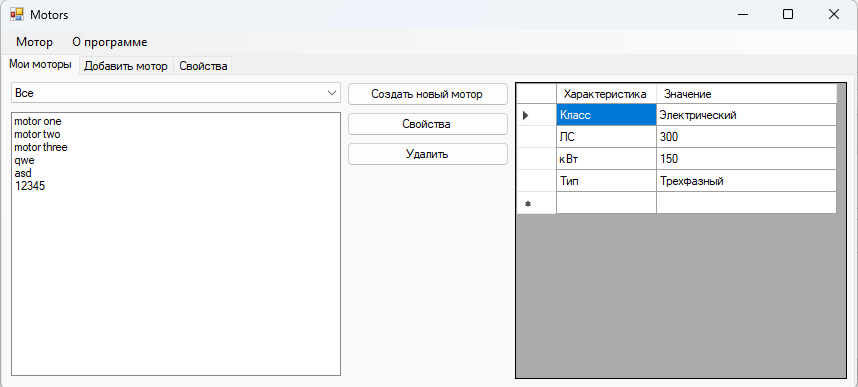 Motors
Мотор О программе
Мои моторы Добавить мотор Свойства
Все
motor one
motor two
motor three
qwe
asd
12345
Создать новый мотор
Свойства
Удалить
Характеристика Значение
Класс Электрический
ЛС 300
кВт 150
Тип Трехфазный